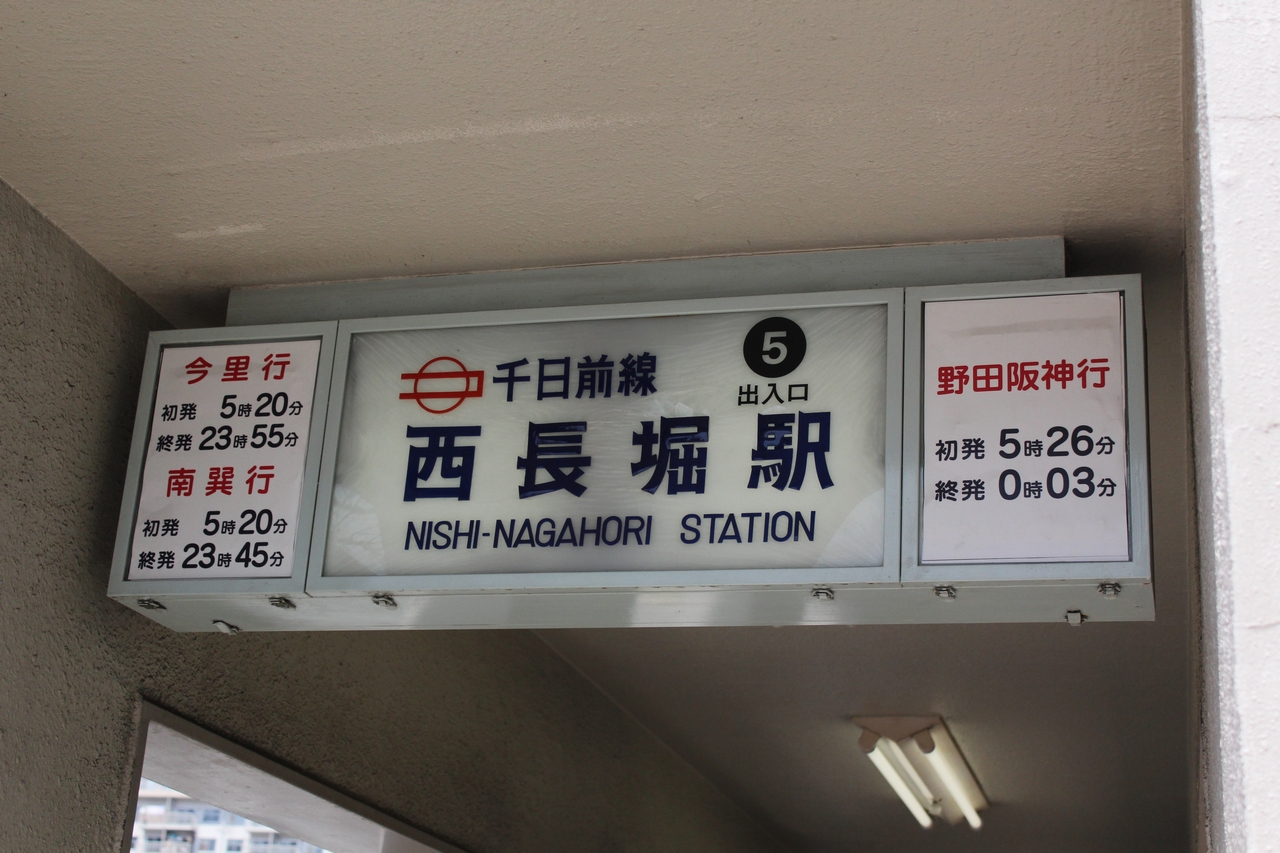 今里行
初発 5時20分
終発 23時55分
南巽行
初発 5時20分
終発 23時45分
千日前線
5
出入口
西長堀駅
NISHI-NAGAHORI STATION
野田阪神行
初発 5時26分
終発 0時03分